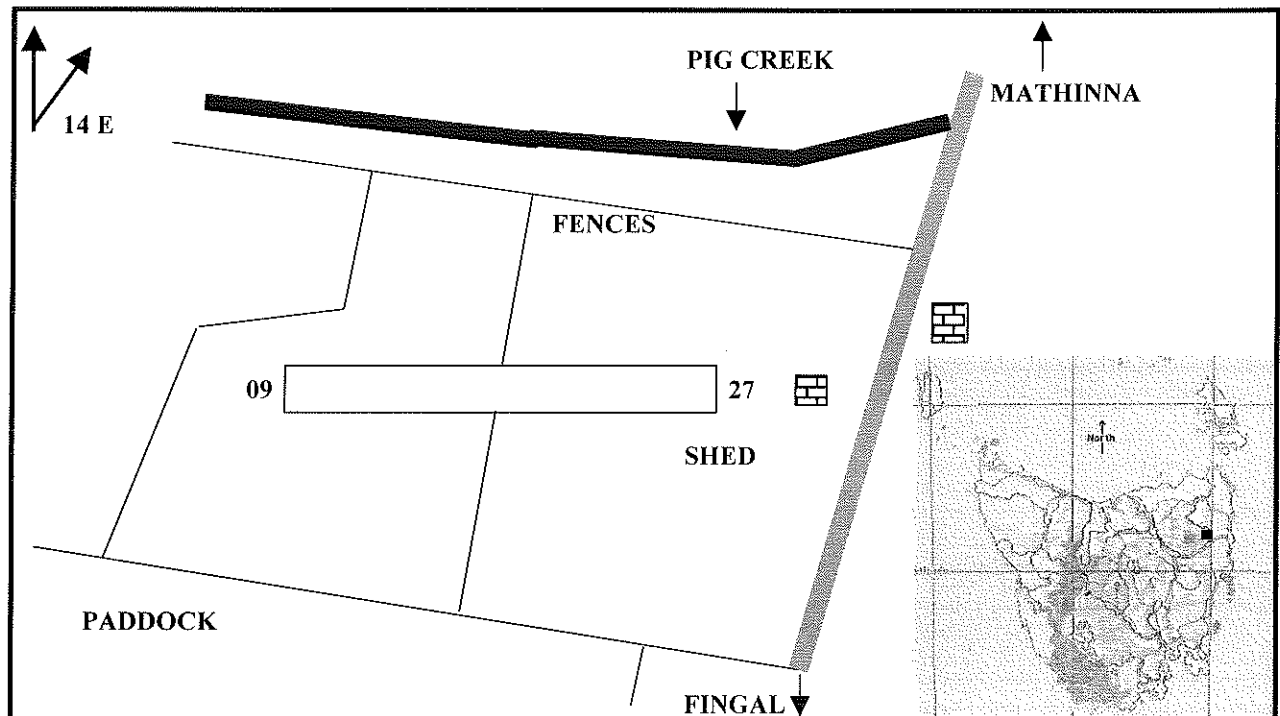 PIG CREEK
MATHINNA
14 E
FENCES
North
09
27
SHED
PADDOCK
FINGAL